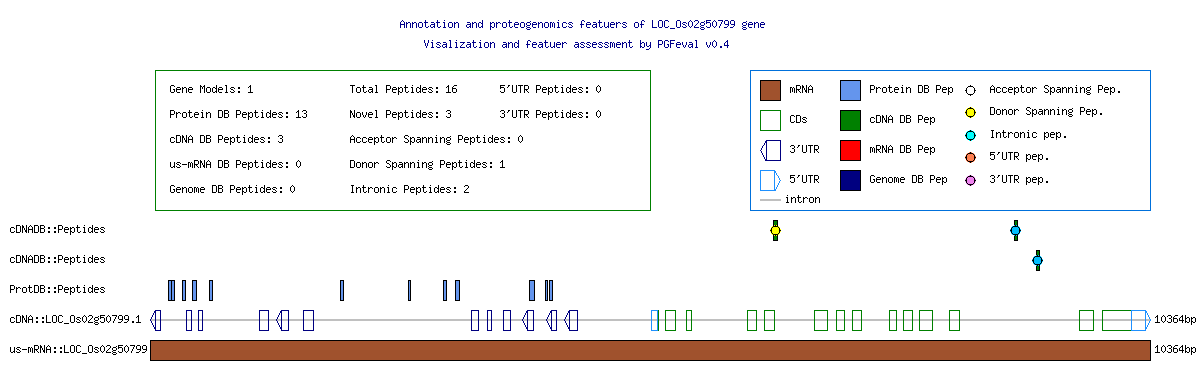 Annotation and proteogenomics featuers of LOC_Os02g50799 gene
Visalization and featuer assessment by PGFeval v0.4
Gene Models: 1 Total Peptides: 16 5'UTR Peptides: 0
Protein DB Peptides: 13 Novel Peptides: 3 3'UTR Peptides: 0
cDNA DB Peptides: 3 Acceptor Spanning Peptides: 0
us-mRNA DB Peptides: 0 Donor Spanning Peptides: 1
Genome DB Peptides: 0 Intronic Peptides: 2
mRNA Protein DB Pep Acceptor Spanning Pep.
CDs cDNA DB Pep Donor Spanning Pep.
3'UTR mRNA DB Pep Intronic pep.
5'UTR Genome DB Pep 5'UTR pep.
intron 3'UTR pep.
cDNADB::Peptides
cDNADB::Peptides
ProtDB::Peptides
cDNA::LOC_Os02g50799.1 10364bp
us-mRNA::LOC_Os02g50799 10364bp